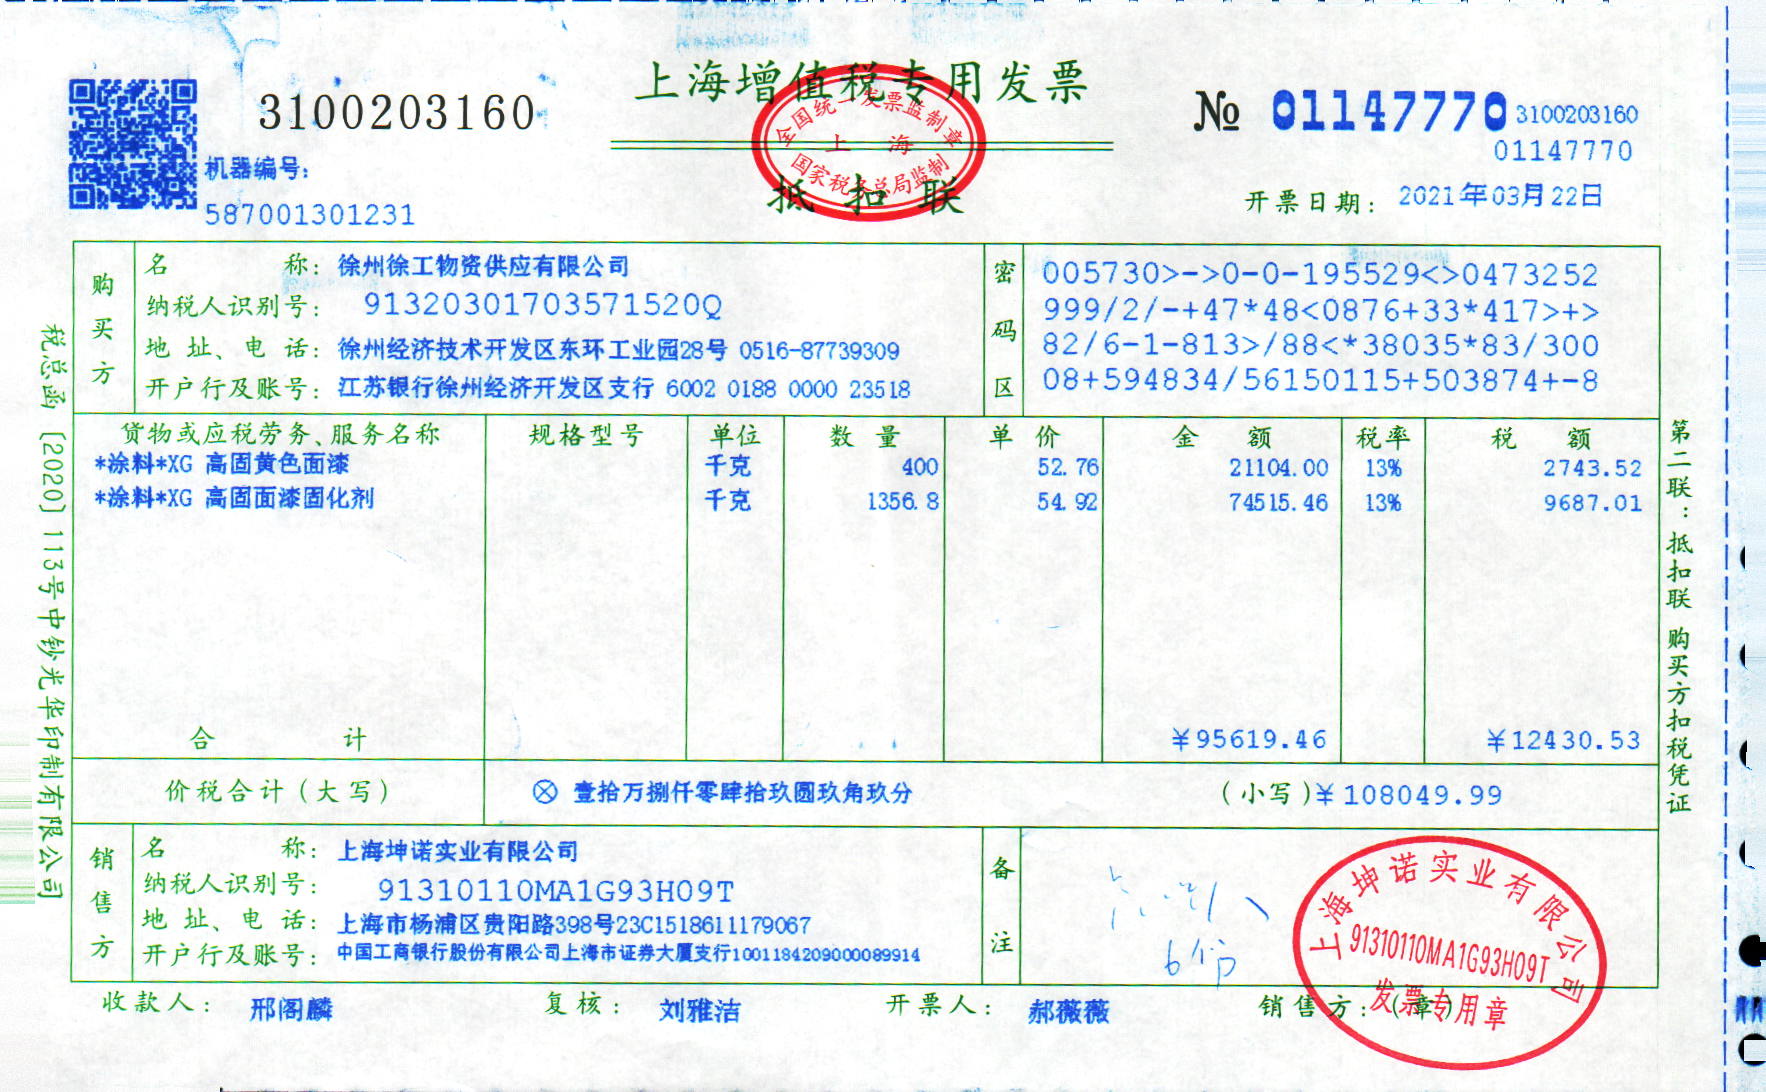 上海增值税专用发票
3100203160
№ 01147770 3100203160
01147770
全国统一发票监制章
上海
国家税务总局监制
抵扣联
机器编号：
587001301231
开票日期： 2021年03月22日
购买方
名称： 徐州徐工物资供应有限公司
纳税人识别号： 91320301703571520Q
地址、电话： 徐州经济技术开发区东环工业园28号 0516-87739309
开户行及账号： 江苏银行徐州经济开发区支行 6002 0188 0000 23518
密码区
005730>->0-0-195529<>0473252
999/2/-+47*48<0876+33*417>+>
82/6-1-813>/88<*38035*83/300
08+594834/56150115+503874+-8
货物或应税劳务、服务名称 规格型号 单位 数量 单价 金额 税率 税额
*涂料*XG 高固黄色面漆 千克 400 52.76 21104.00 13% 2743.52
*涂料*XG 高固面漆固化剂 千克 1356.8 54.92 74515.46 13% 9687.01
合计 ￥95619.46 ￥12430.53
价税合计（大写） ⊗ 壹拾万捌仟零肆拾玖圆玖角玖分 （小写）￥108049.99
销售方
名称： 上海坤诺实业有限公司
纳税人识别号： 91310110MA1G93H09T
地址、电话： 上海市杨浦区贵阳路398号23C1518611179067
开户行及账号： 中国工商银行股份有限公司上海市证券大厦支行1001184209000089914
备注
上海坤诺实业有限公司
91310110MA1G93H09T
发票专用章
收款人： 邢阁麟 复核： 刘雅洁 开票人： 郝薇薇 销售方：（章）
税总函〔2020〕113号中钞光华印制有限公司
第二联：抵扣联 购买方扣税凭证